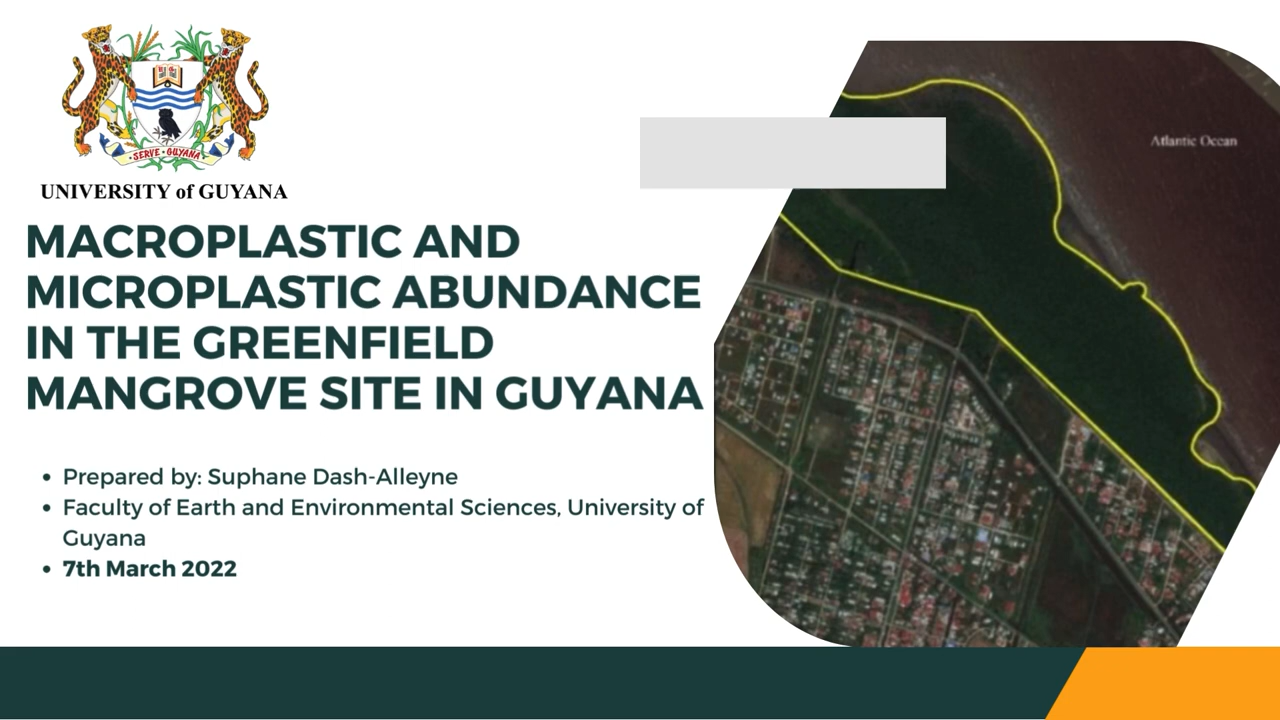 SERVE GUYANA
UNIVERSITY of GUYANA
MACROPLASTIC AND
MICROPLASTIC ABUNDANCE
IN THE GREENFIELD
MANGROVE SITE IN GUYANA
• Prepared by: Suphane Dash-Alleyne
• Faculty of Earth and Environmental Sciences, University of
Guyana
• 7th March 2022
Atlantic Ocean